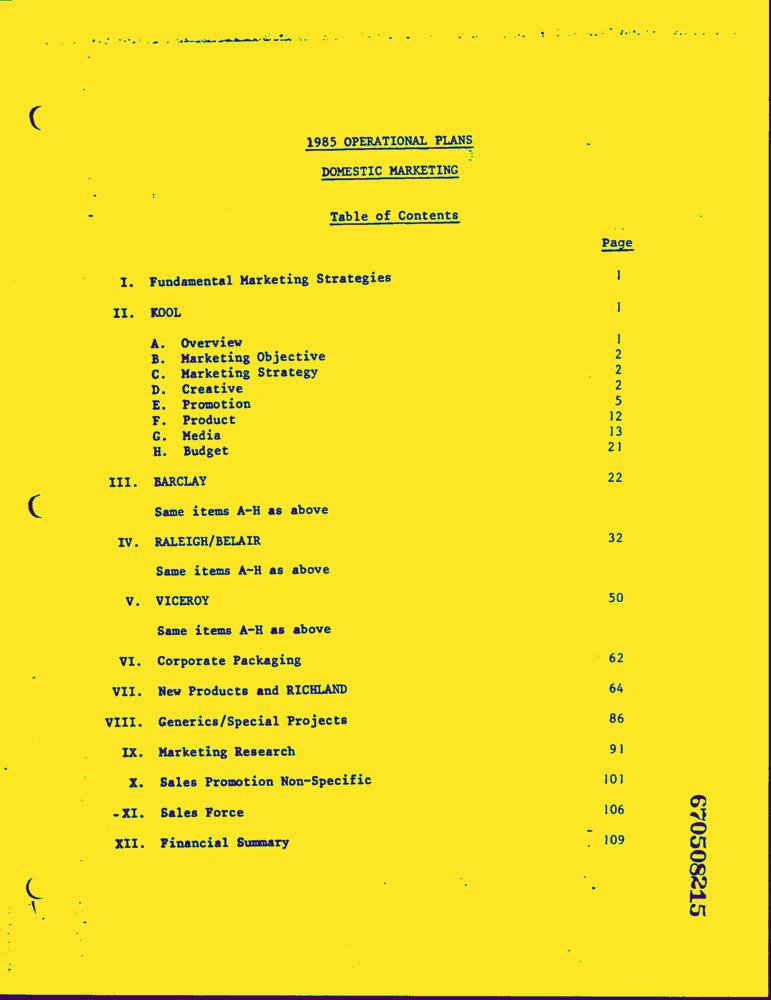 1985 OPERATIONAL PLANS
DOMESTIC MARKETING
Table of Contents
Page
I. Fundamental Marketing Strategies 1
II. KOOL 1
A. Overview 1
B. Marketing Objective 2
C. Marketing Strategy 2
D. Creative 2
E. Promotion 5
F. Product 12
G. Media 13
H. Budget 21
III. BARCLAY 22
Same items A-H as above
IV. RALEIGH/BELAIR 32
Same items A-H as above
V. VICEROY 50
Same items A-H as above
VI. Corporate Packaging 62
VII. New Products and RICHLAND 64
VIII. Generics/Special Projects 86
IX. Marketing Research 91
X. Sales Promotion Non-Specific 101
-XI. Sales Force 106
XII. Financial Summary 109
670508215